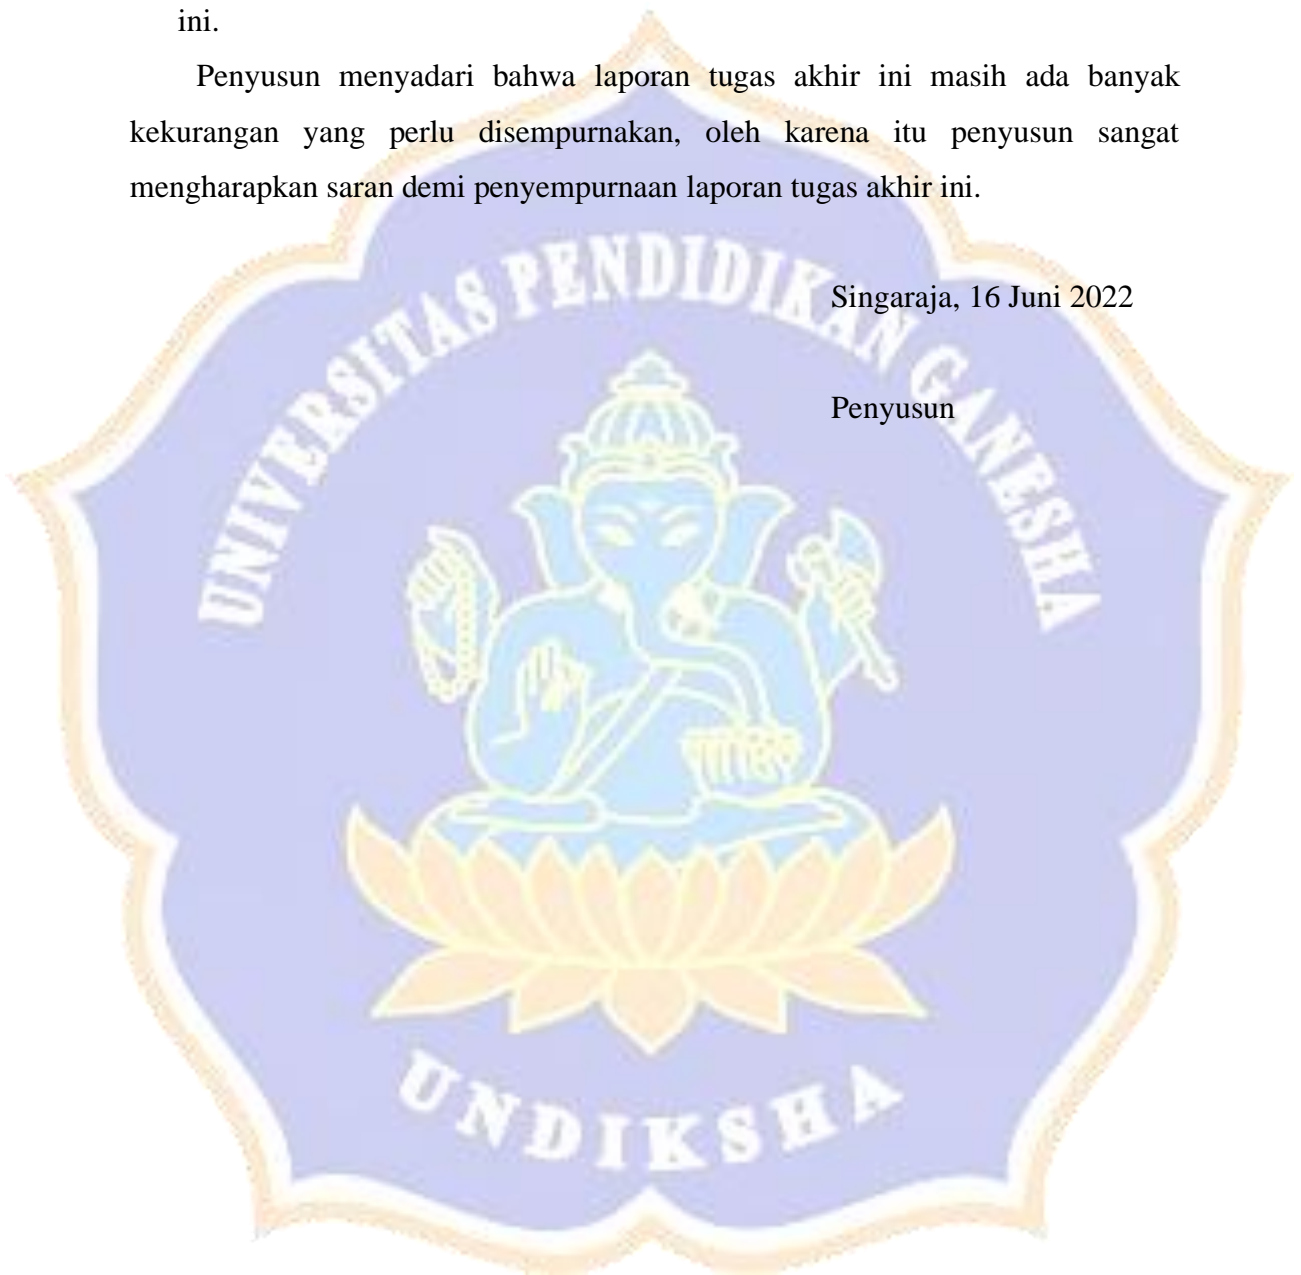 ini.
Penyusun menyadari bahwa laporan tugas akhir ini masih ada banyak
kekurangan yang perlu disempurnakan, oleh karena itu penyusun sangat
mengharapkan saran demi penyempurnaan laporan tugas akhir ini.
UNIVERSITAS PENDIDIKAN GANESHA
Singaraja, 16 Juni 2022
Penyusun
UNDIKSHA